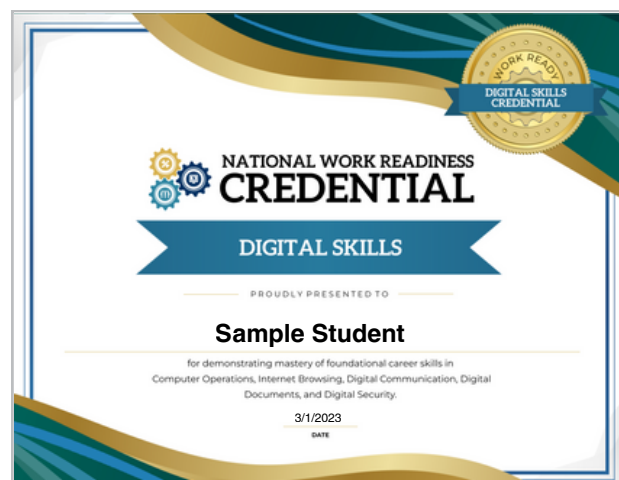 WORK READY
DIGITAL SKILLS
CREDENTIAL
NATIONAL WORK READINESS
CREDENTIAL
DIGITAL SKILLS
PROUDLY PRESENTED TO
Sample Student
for demonstrating mastery of foundational career skills in
Computer Operations, Internet Browsing, Digital Communication, Digital
Documents, and Digital Security.
3/1/2023
DATE